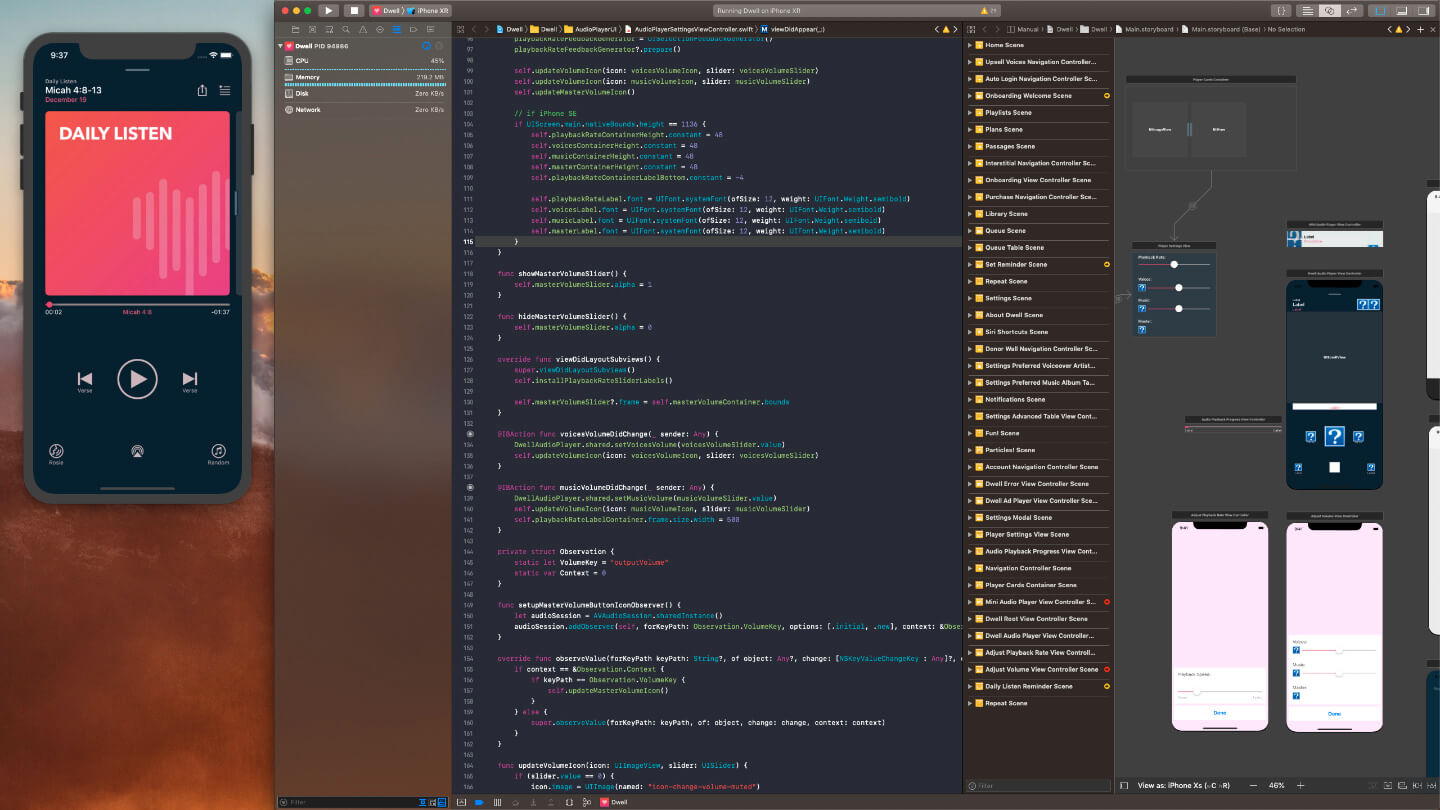 9:37
Daily Listen
Micah 4:8-13
December 19
DAILY LISTEN
00:02
Micah 4:8
-01:37
Verse
Verse
Rosie
Random
Dwell
iPhone XR
Running Dwell on iPhone XR
Dwell PID 94866
CPU
45%
Memory
219.2 MB
Disk
Zero KB/s
Network
Zero KB/s
Filter
Dwell
Dwell
AudioPlayerUI
AudioPlayerSettingsViewController.swift
viewDidAppear(_:)
96 playbackRateFeedbackGenerator = UISelectionFeedbackGenerator()
97 playbackRateFeedbackGenerator?.prepare()
98
99 self.updateVolumeIcon(icon: voicesVolumeIcon, slider: voicesVolumeSlider)
100 self.updateVolumeIcon(icon: musicVolumeIcon, slider: musicVolumeSlider)
101 self.updateMasterVolumeIcon()
102
103 // if iPhone SE
104 if UIScreen.main.nativeBounds.height == 1136 {
105 self.playbackRateContainerHeight.constant = 48
106 self.voicesContainerHeight.constant = 48
107 self.musicContainerHeight.constant = 48
108 self.masterContainerHeight.constant = 48
109 self.playbackRateContainerLabelBottom.constant = -4
110
111 self.playbackRateLabel.font = UIFont.systemFont(ofSize: 12, weight: UIFont.Weight.semibold)
112 self.voicesLabel.font = UIFont.systemFont(ofSize: 12, weight: UIFont.Weight.semibold)
113 self.musicLabel.font = UIFont.systemFont(ofSize: 12, weight: UIFont.Weight.semibold)
114 self.masterLabel.font = UIFont.systemFont(ofSize: 12, weight: UIFont.Weight.semibold)
115 }
116 }
117
118 func showMasterVolumeSlider() {
119 self.masterVolumeSlider.alpha = 1
120 }
121
122 func hideMasterVolumeSlider() {
123 self.masterVolumeSlider.alpha = 0
124 }
125
126 override func viewDidLayoutSubviews() {
127 super.viewDidLayoutSubviews()
128 self.installPlaybackRateSliderLabels()
129
130 self.masterVolumeSlider?.frame = self.masterVolumeContainer.bounds
131 }
132
@IBAction func voicesVolumeDidChange(_ sender: Any) {
134 DwellAudioPlayer.shared.setVoicesVolume(voicesVolumeSlider.value)
135 self.updateVolumeIcon(icon: voicesVolumeIcon, slider: voicesVolumeSlider)
136 }
137
@IBAction func musicVolumeDidChange(_ sender: Any) {
139 DwellAudioPlayer.shared.setMusicVolume(musicVolumeSlider.value)
140 self.updateVolumeIcon(icon: musicVolumeIcon, slider: musicVolumeSlider)
141 self.playbackRateLabelContainer.frame.size.width = 500
142 }
143
144 private struct Observation {
145 static let VolumeKey = "outputVolume"
146 static var Context = 0
147 }
148
149 func setupMasterVolumeButtonIconObserver() {
150 let audioSession = AVAudioSession.sharedInstance()
151 audioSession.addObserver(self, forKeyPath: Observation.VolumeKey, options: [.initial, .new], context: &Obse
152 }
153
154 override func observeValue(forKeyPath keyPath: String?, of object: Any?, change: [NSKeyValueChangeKey : Any]?, c
155 if context == &Observation.Context {
156 if keyPath == Observation.VolumeKey {
157 self.updateMasterVolumeIcon()
158 }
159 } else {
160 super.observeValue(forKeyPath: keyPath, of: object, change: change, context: context)
161 }
162 }
163
164 func updateVolumeIcon(icon: UIImageView, slider: UISlider) {
165 if (slider.value == 0) {
166 icon.image = UIImage(named: "icon-change-volume-muted")
Dwell
Manual
Dwell
Dwell
Main.storyboard
Main.storyboard (Base)
No Selection
Home Scene
Upsell Voices Navigation Controlle...
Auto Login Navigation Controller Sc...
Onboarding Welcome Scene
Playlists Scene
Plans Scene
Passages Scene
Interstitial Navigation Controller Sc...
Onboarding View Controller Scene
Purchase Navigation Controller Sc...
Library Scene
Queue Scene
Queue Table Scene
Set Reminder Scene
Repeat Scene
Settings Scene
About Dwell Scene
Siri Shortcuts Scene
Donor Wall Navigation Controller Sc...
Settings Preferred Voiceover Artist...
Settings Preferred Music Album Ta...
Notifications Scene
Settings Advanced Table View Cont...
Fun! Scene
Particles! Scene
Account Navigation Controller Scene
Dwell Error View Controller Scene
Dwell Ad Player View Controller Sce...
Settings Modal Scene
Player Settings View Scene
Audio Playback Progress View Cont...
Navigation Controller Scene
Player Cards Container Scene
Mini Audio Player View Controller S...
Dwell Root View Controller Scene
Dwell Audio Player View Controller...
Adjust Playback Rate View Controll...
Adjust Volume View Controller Scene
Daily Listen Reminder Scene
Repeat Scene
Filter
Player Cards Container
UIImageView
UIView
Player Settings View
Playback Rate:
Voices:
Music:
Master:
Mini Audio Player View Controller
Label
Dwell Audio Player View Controller
Label
Audio Playback Progress View Controller
Label
Label
Adjust Playback Rate View Controller
9:41
Playback Speed:
Done
Adjust Volume View Controller
9:41
Voices:
Music
Master
Done
View as: iPhone Xs (wC hR)
46%